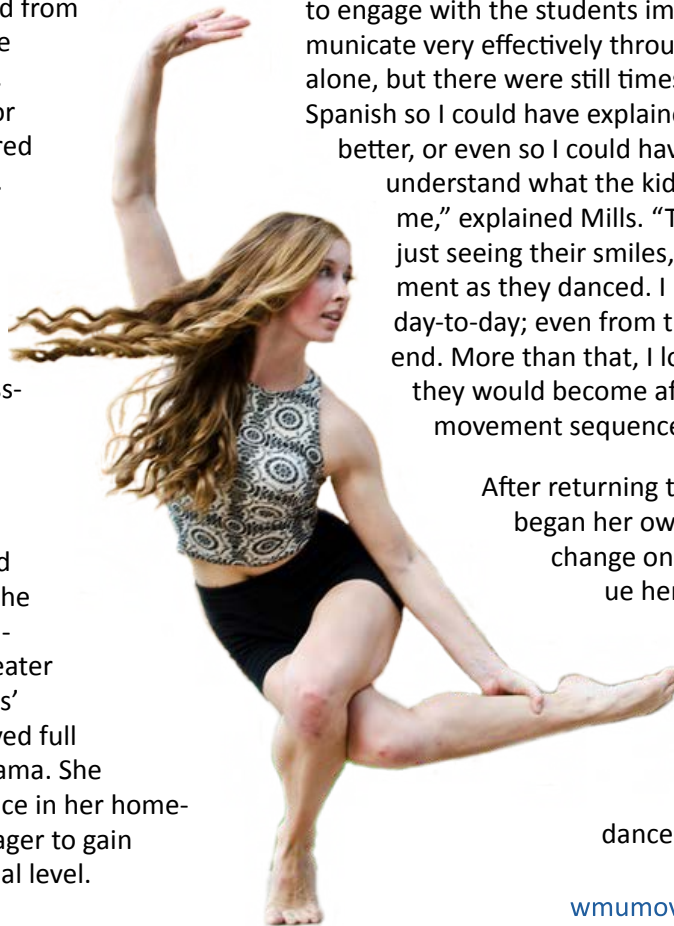 d from
e
or
red
ss-
d
he
-
eater
s'
ved full
ama. She
ce in her home-
ager to gain
al level.
to engage with the students im
municate very effectively throu
alone, but there were still times
Spanish so I could have explaine
better, or even so I could hav
understand what the kid
me,” explained Mills. “T
just seeing their smiles,
ment as they danced. I
day-to-day; even from t
end. More than that, I lo
they would become af
movement sequence
After returning t
began her ow
change on
ue her
dance
wmumov